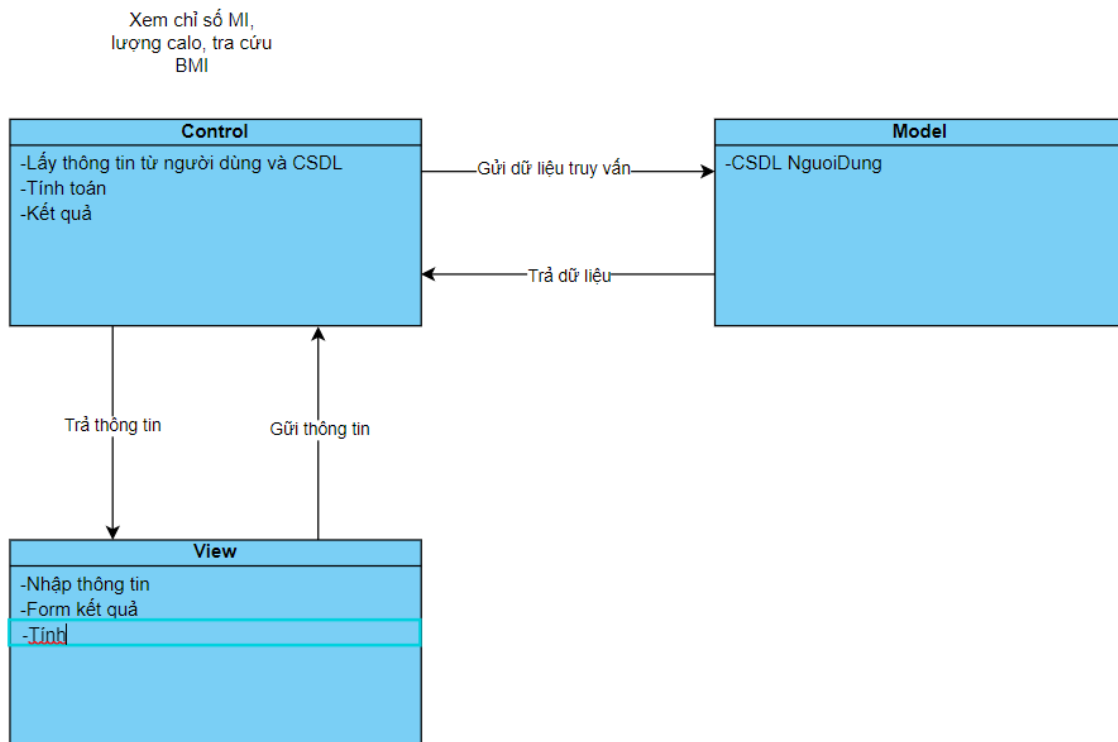 Xem chỉ số MI,
lượng calo, tra cứu
BMI
Control
-Lấy thông tin từ người dùng và CSDL
-Tính toán
-Kết quả
Gửi dữ liệu truy vấn
Trả dữ liệu
Model
-CSDL NguoiDung
Trả thông tin
Gữi thông tin
View
-Nhập thông tin
-Form kết quả
-Tính